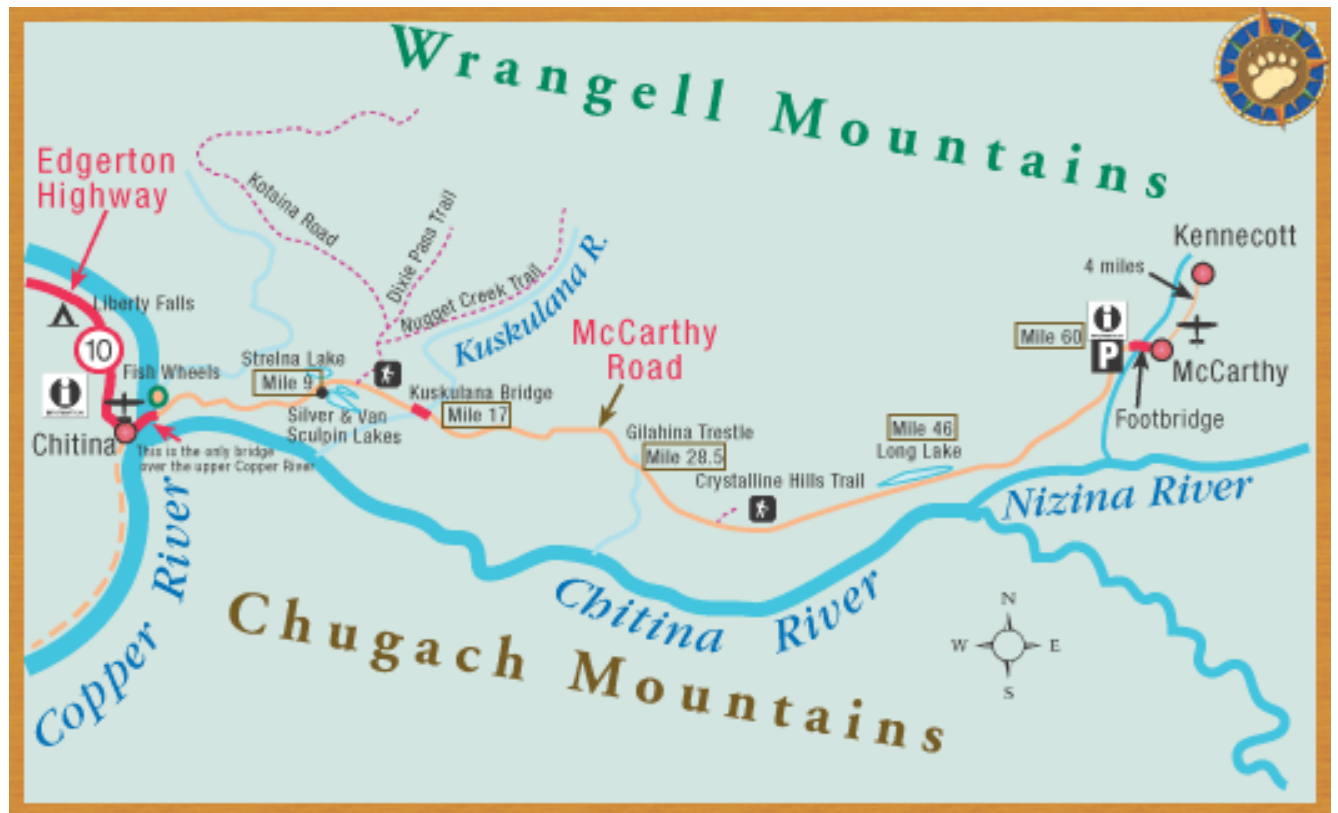 Wrangell Mountains
Edgerton
Highway
Kotaina Road
Dixie Pass Trail
Nugget Creek Trail
Kuskulana R.
Kennecott
4 miles
Liberty Falls
10
Fish Wheels
Strelna Lake
Mile 9
Silver & Van
Sculpin Lakes
Kuskulana Bridge
Mile 17
McCarthy
Road
Mile 60
P
McCarthy
Footbridge
Chitina
This is the only bridge
over the upper Copper River
Gilahina Trestle
Mile 28.5
Mile 46
Long Lake
Crystalline Hills Trail
Nizina River
Copper River
Chitina River
Chugach Mountains
N
W E
S